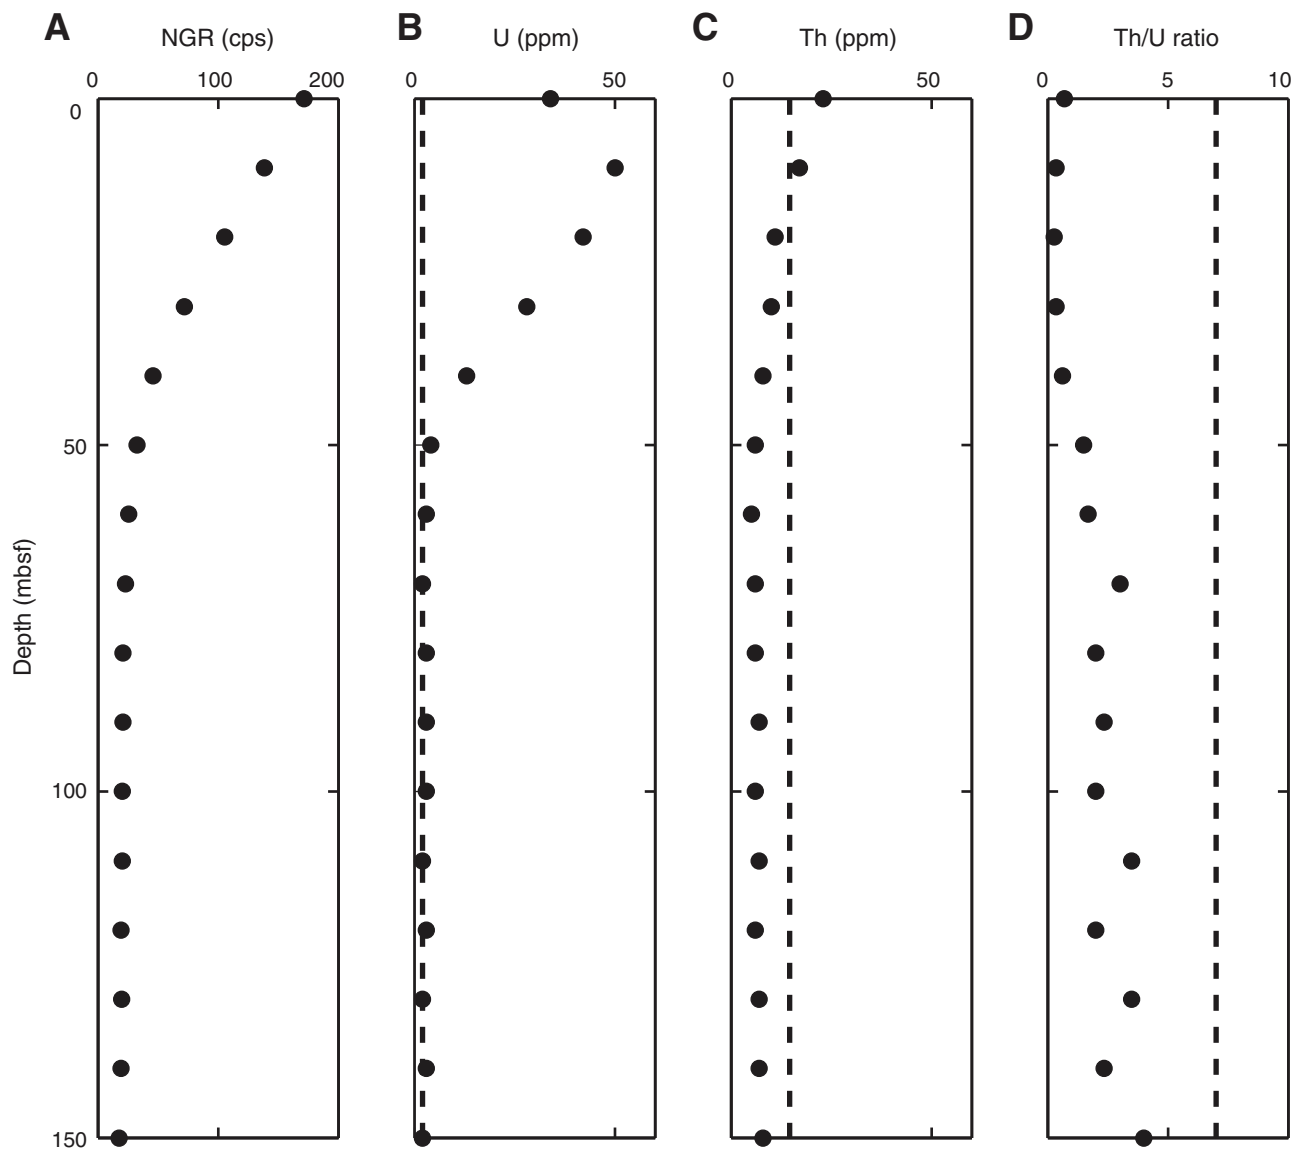 A
NGR (cps)
0 100 200
B
U (ppm)
0 50
C
Th (ppm)
0 50
D
Th/U ratio
0 5 10
Depth (mbsf)
0
50
100
150